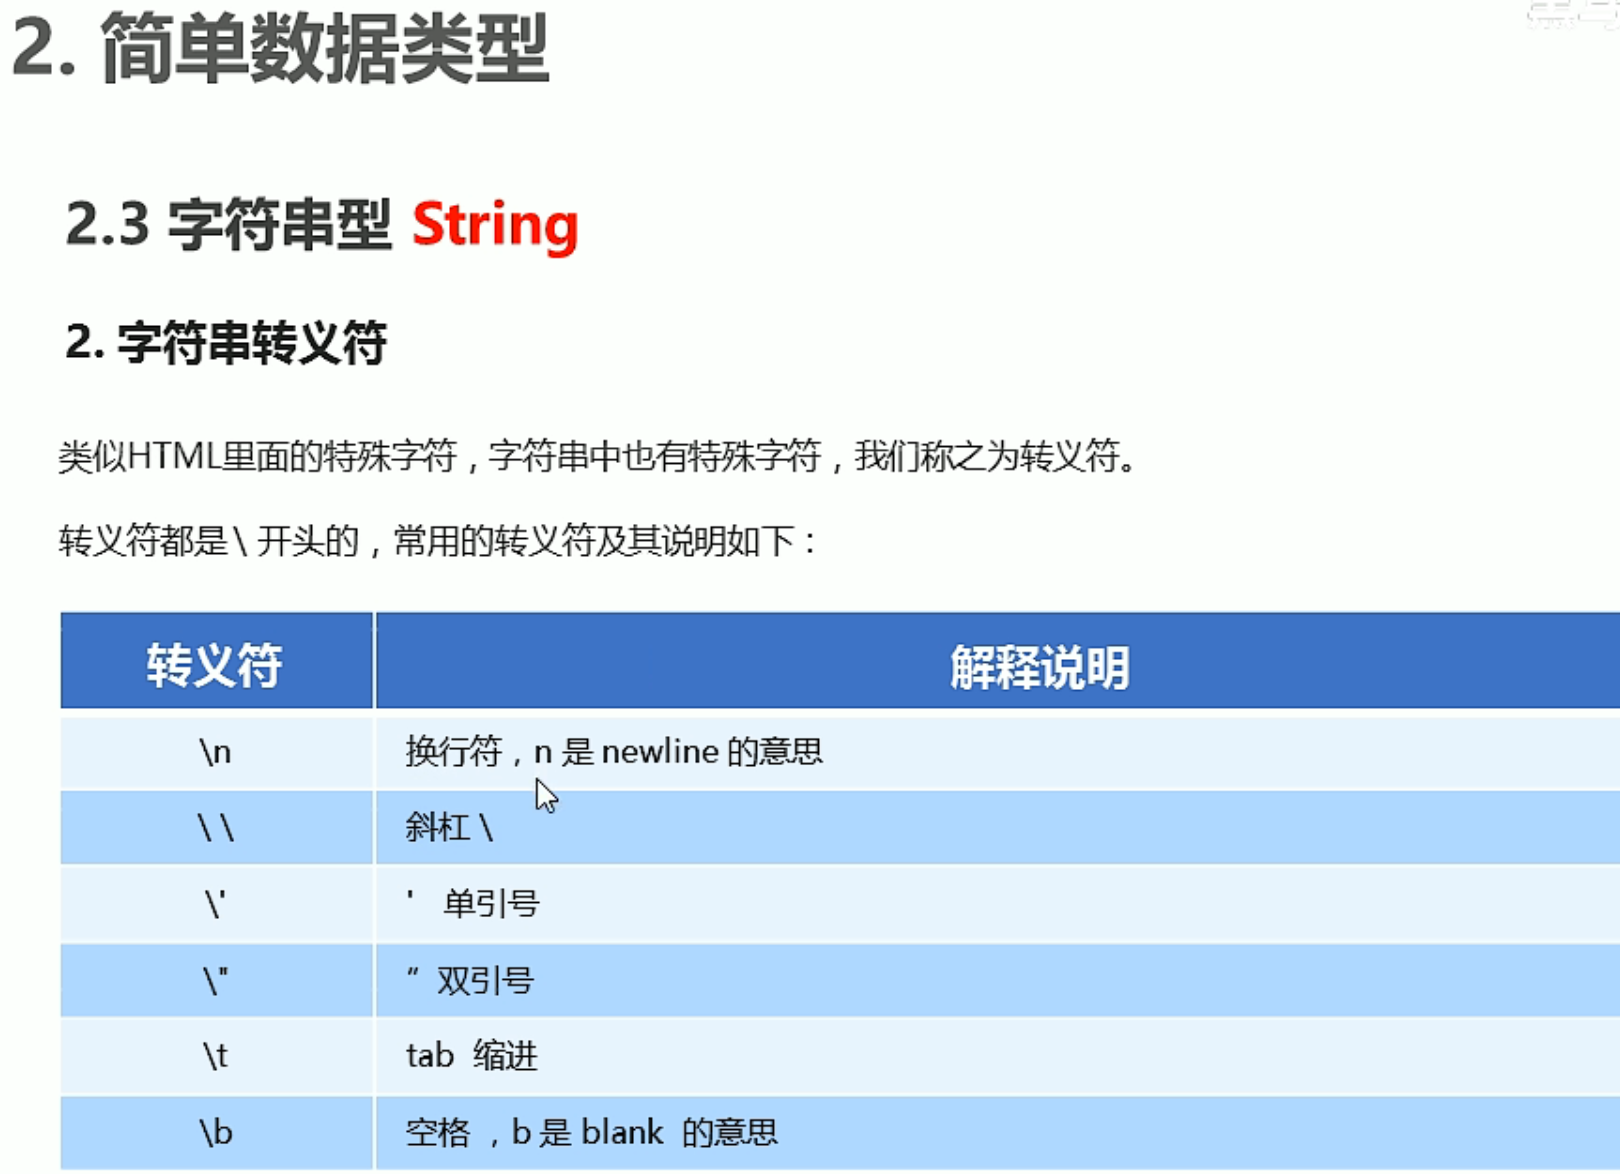 2. 简单数据类型
2.3 字符串型 String
2. 字符串转义符
类似HTML里面的特殊字符，字符串中也有特殊字符，我们称之为转义符。
转义符都是\ 开头的，常用的转义符及其说明如下：
转义符 解释说明
\n 换行符，n 是 newline 的意思
\ \ 斜杠 \
\' ' 单引号
\" “ 双引号
\t tab 缩进
\b 空格 ，b 是 blank 的意思